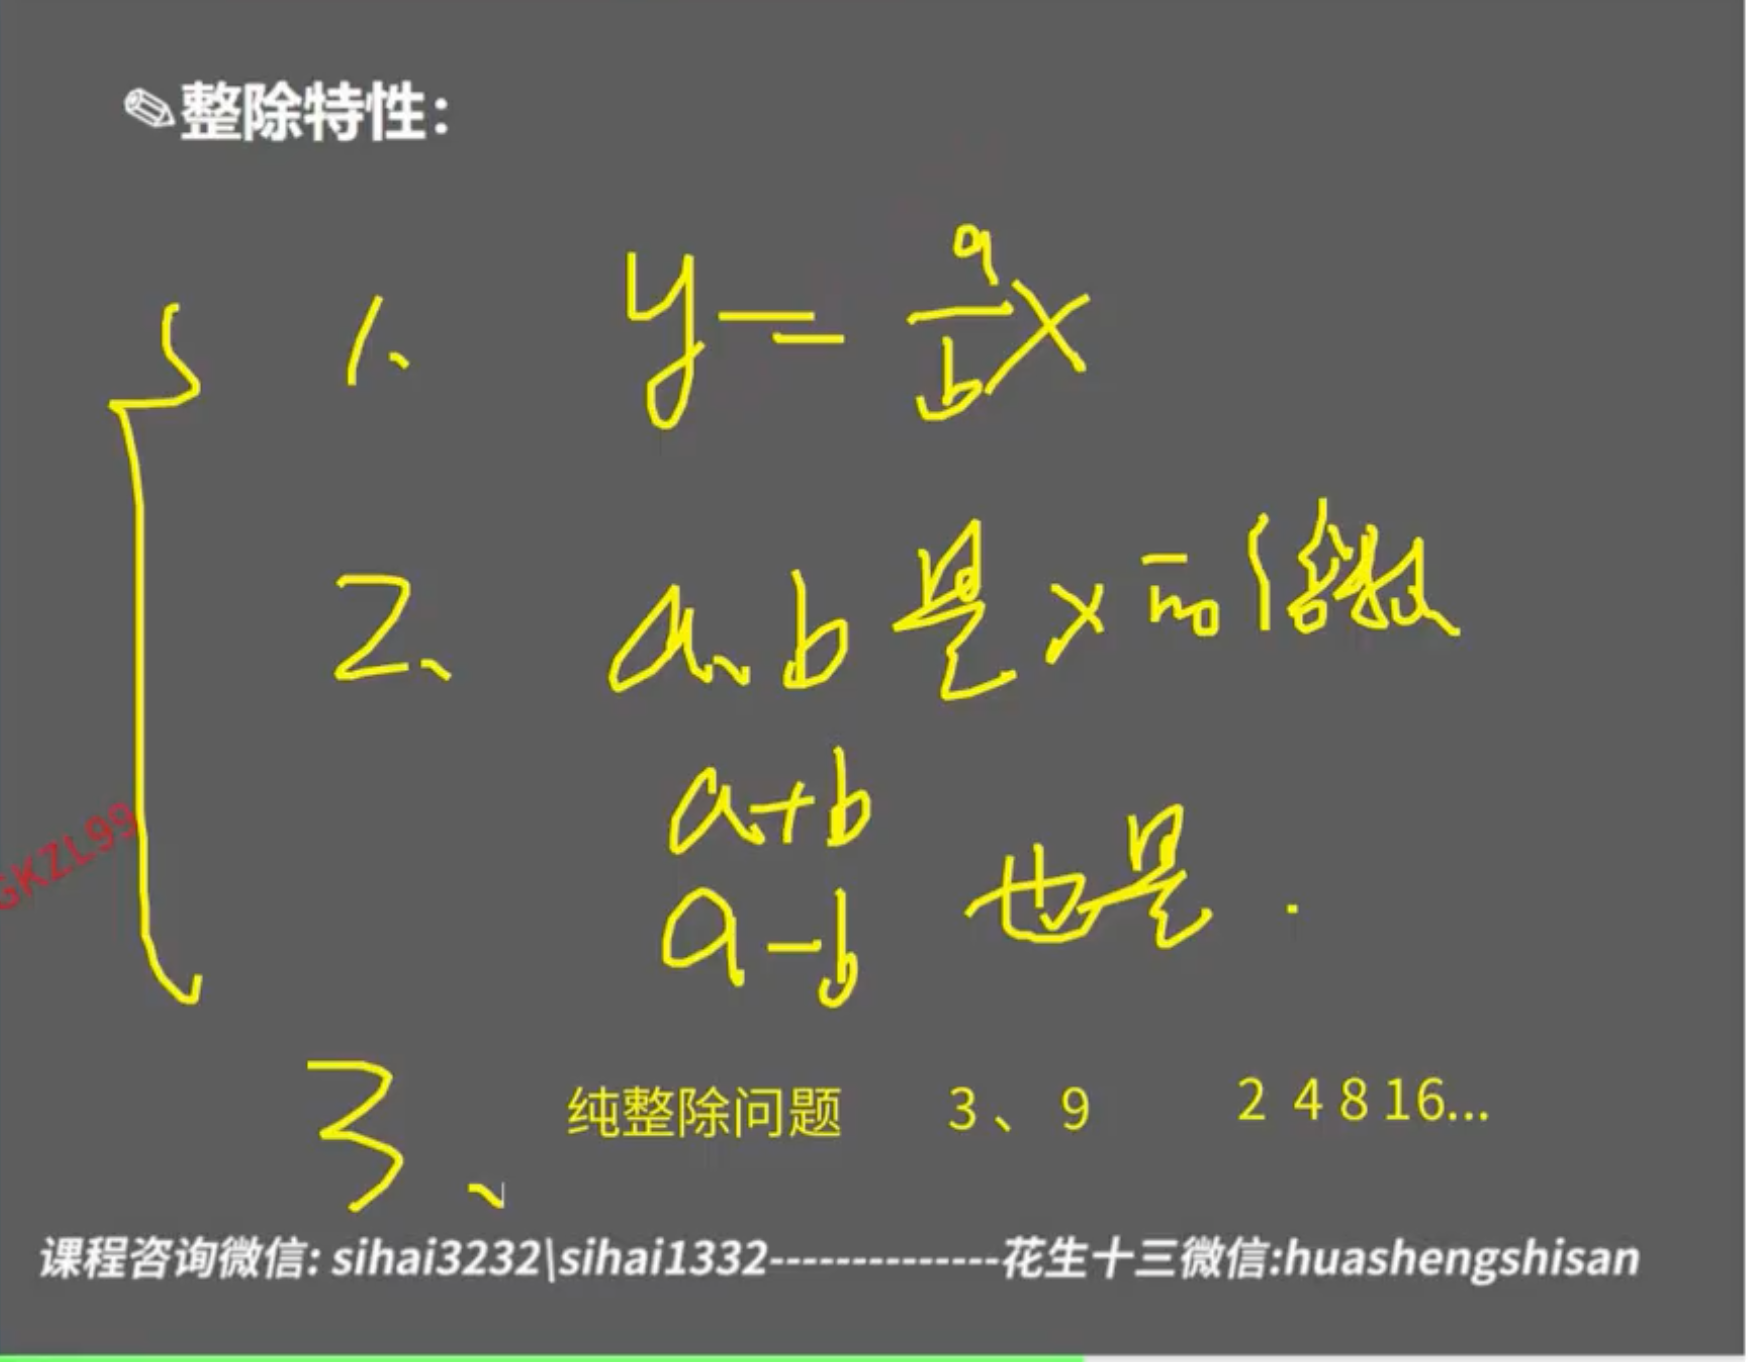 整除特性：
1、 y = a/b x
2、 a、b是x的倍数
a+b
a-b 也是.
GKZL99
3、 纯整除问题 3、9 2 4 8 16...
课程咨询微信: sihai3232\sihai1332--------------花生十三微信:huashengshisan